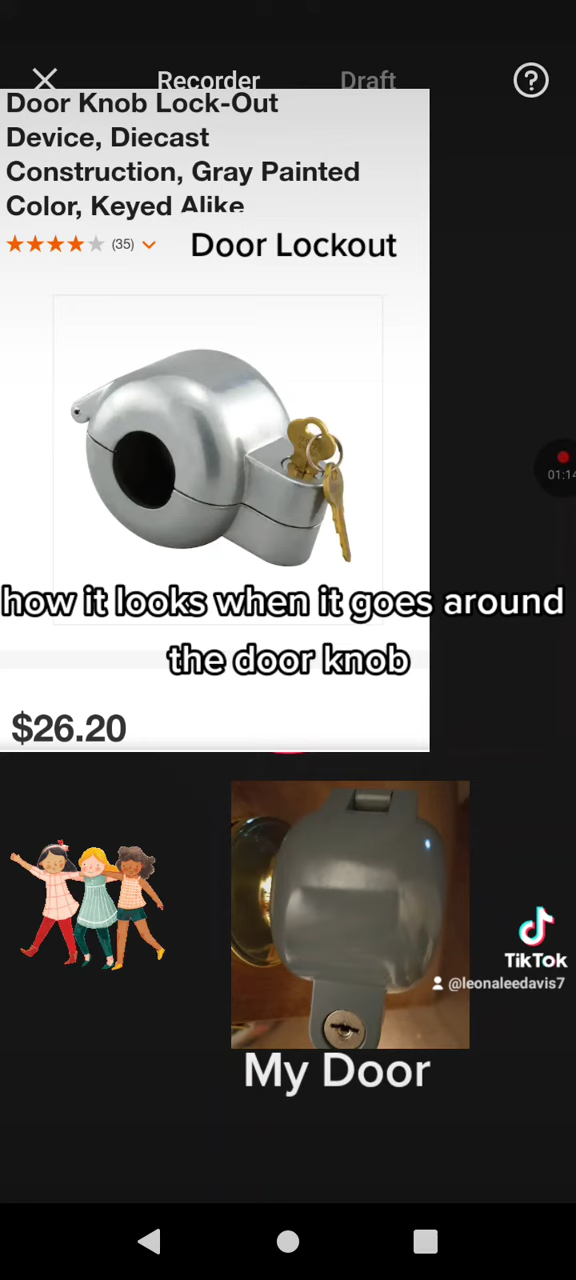 Recorder
Draft
?
Door Knob Lock-Out
Device, Diecast
Construction, Gray Painted
Color, Keyed Alike
(35)
Door Lockout
01:14
how it looks when it goes around
the door knob
$26.20
TikTok
@leonaleedavis7
My Door